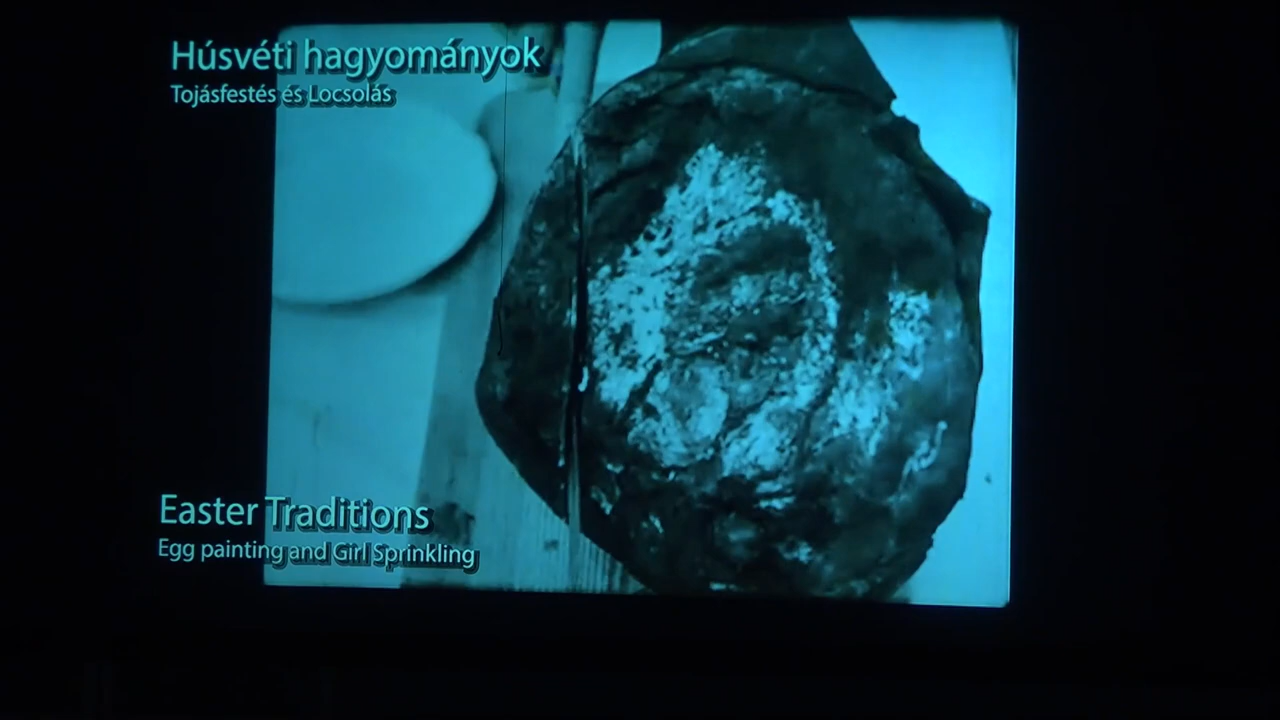 Húsvéti hagyományok
Tojásfestés és Locsolás
Easter Traditions
Egg painting and Girl Sprinkling